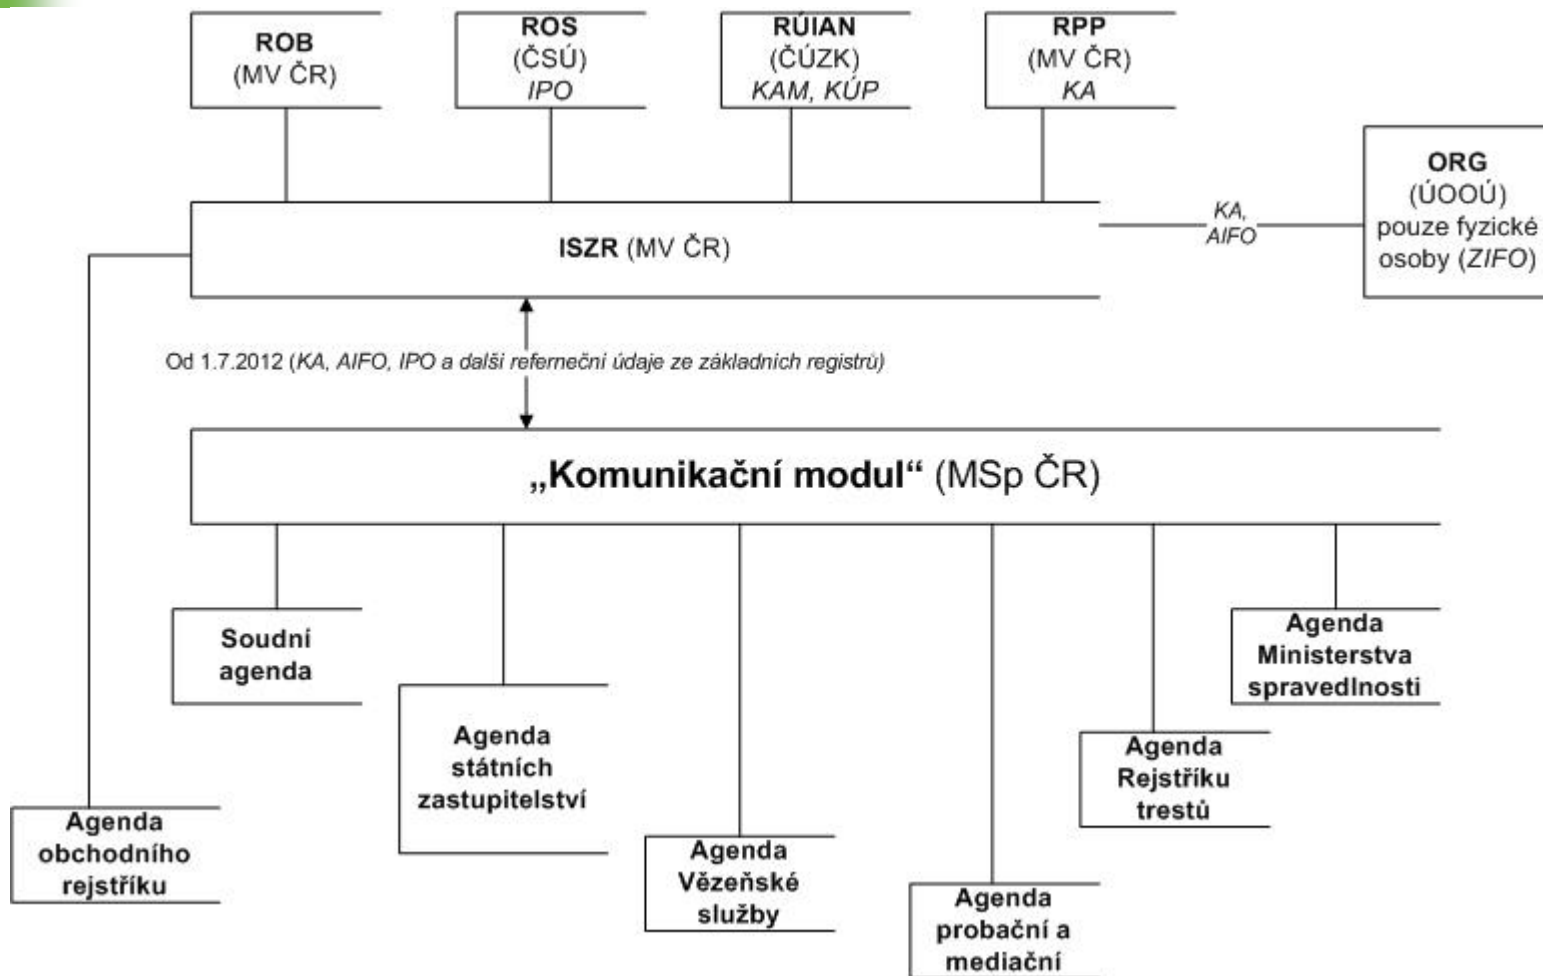 ROB
(MV ČR)
ROS
(ČSÚ)
IPO
RÚIAN
(ČÚZK)
KAM, KÚP
RPP
(MV ČR)
KA
ORG
(ÚOOÚ)
pouze fyzické
osoby (ZIFO)
KA,
AIFO
ISZR (MV ČR)
Od 1.7.2012 (KA, AIFO, IPO a další referneční údaje ze základních registrů)
„Komunikační modul“ (MSp ČR)
Soudní
agenda
Agenda
Ministerstva
spravedlnosti
Agenda
státních
zastupitelství
Agenda
Rejstříku
trestů
Agenda
obchodního
rejstříku
Agenda
Vězeňské
služby
Agenda
probační a
mediační